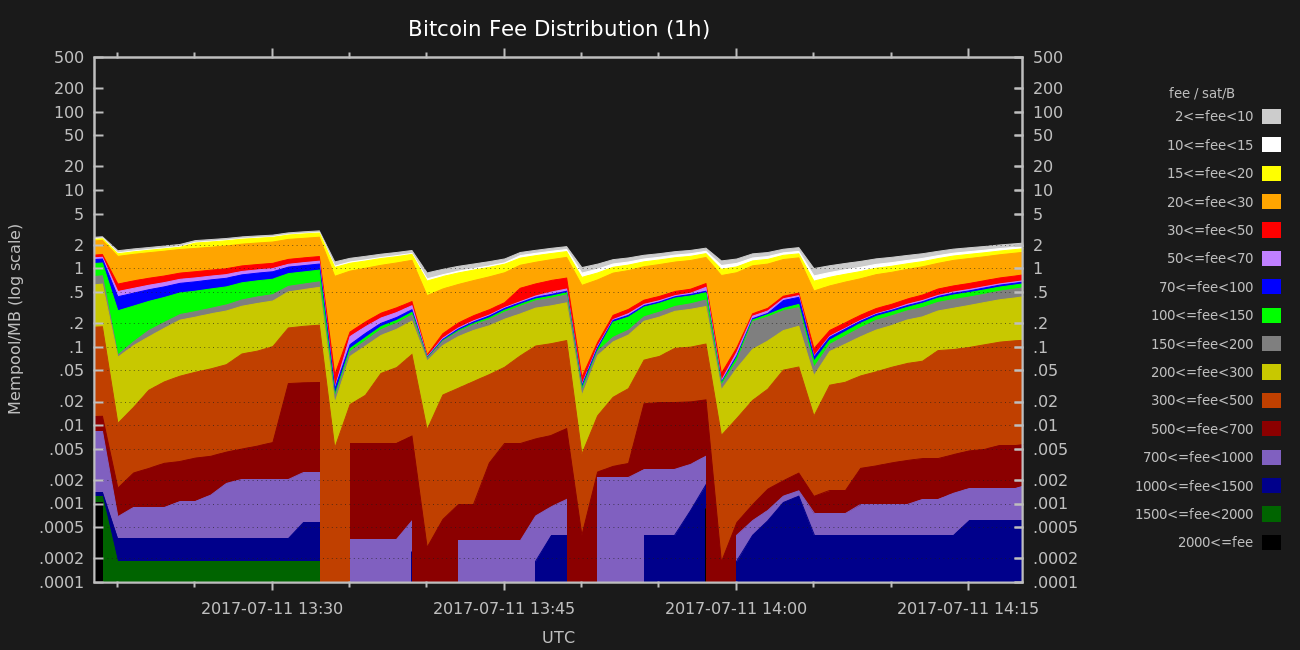 Bitcoin Fee Distribution (1h)
500 500
200 200
100 100
50 50
20 20
10 10
5 5
2 2
1 1
.5 .5
.2 .2
.1 .1
.05 .05
.02 .02
.01 .01
.005 .005
.002 .002
.001 .001
.0005 .0005
.0002 .0002
.0001 .0001
Mempool/MB (log scale)
2017-07-11 13:30 2017-07-11 13:45 2017-07-11 14:00 2017-07-11 14:15
UTC
fee / sat/B
2<=fee<10
10<=fee<15
15<=fee<20
20<=fee<30
30<=fee<50
50<=fee<70
70<=fee<100
100<=fee<150
150<=fee<200
200<=fee<300
300<=fee<500
500<=fee<700
700<=fee<1000
1000<=fee<1500
1500<=fee<2000
2000<=fee